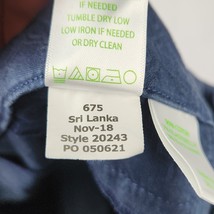 IF NEEDED
TUMBLE DRY LOW
LOW IRON IF NEEDED
OR DRY CLEAN
675
Sri Lanka
Nov-18
Style 20243
PO 050621